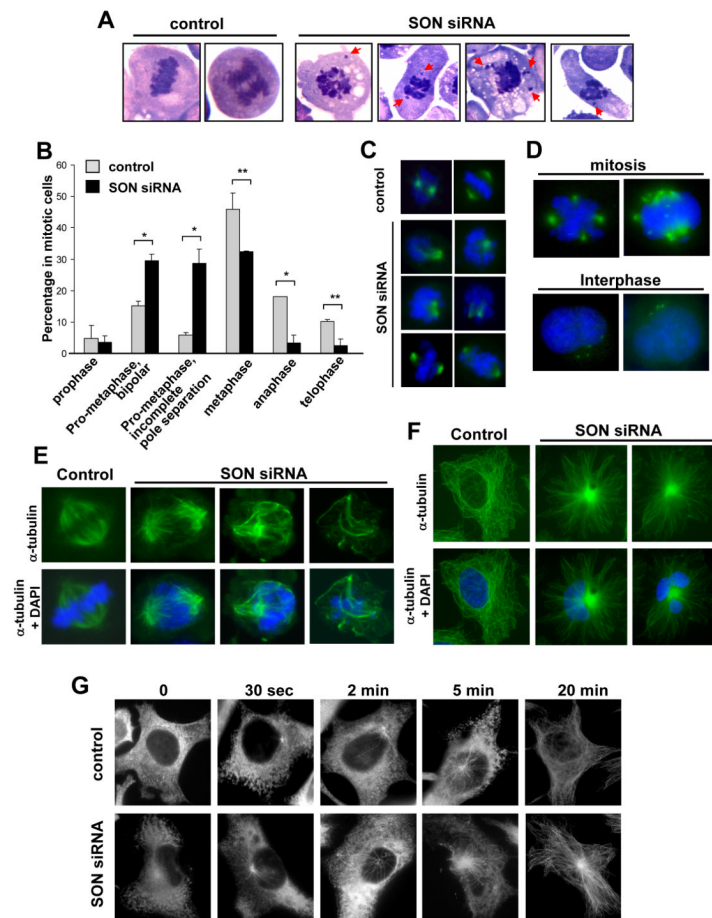 A
control
SON siRNA
B
60
50
40
30
20
10
0
Percentage in mitotic cells
control
SON siRNA
*
*
**
*
**
prophase
Pro-metaphase,
bipolar
Pro-metaphase,
incomplete
pole separation
metaphase
anaphase
telophase
C
control
SON siRNA
D
mitosis
Interphase
E
Control
SON siRNA
α-tubulin
α-tubulin
+ DAPI
F
Control
SON siRNA
α-tubulin
α-tubulin
+ DAPI
G
0
30 sec
2 min
5 min
20 min
control
SON siRNA